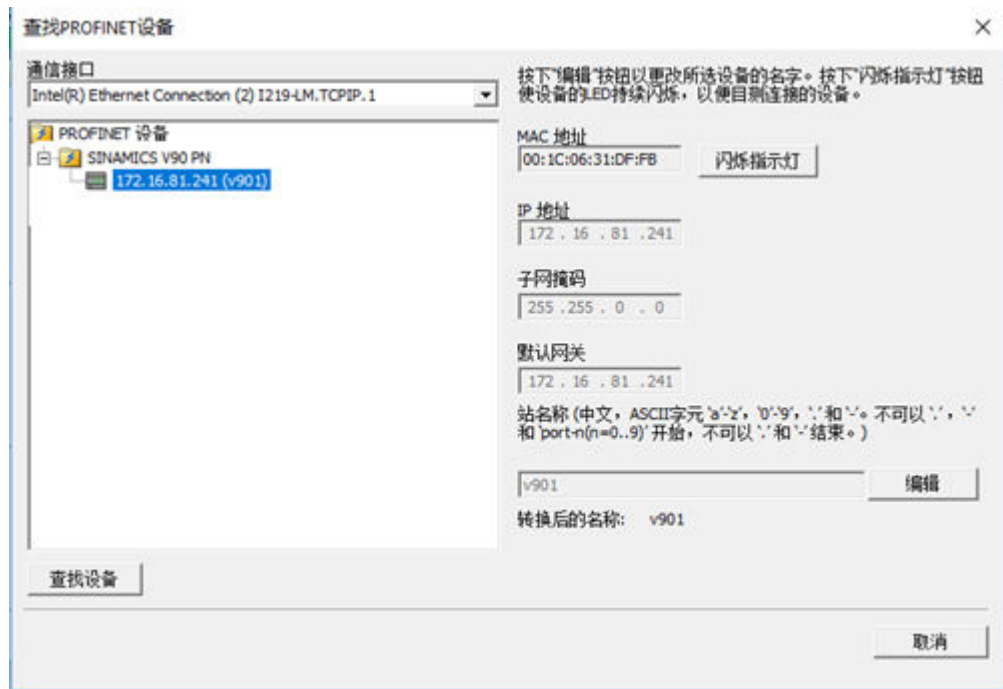 查找PROFINET设备
通信接口
Intel(R) Ethernet Connection (2) I219-LM.TCPIP.1
PROFINET 设备
SINAMICS V90 PN
172.16.81.241 (v901)
查找设备
按下"编辑"按钮以更改所选设备的名字。按下"闪烁指示灯"按钮
使设备的LED持续闪烁，以便目测连接的设备。
MAC 地址
00:1C:06:31:DF:FB
闪烁指示灯
IP 地址
172 . 16 . 81 .241
子网掩码
255 .255 . 0 . 0
默认网关
172 . 16 . 81 .241
站名称 (中文，ASCII字元 'a'-'z'，'0'-'9'，'.' 和 '-'。不可以 '.'，'-'
和 'port-n(n=0..9)' 开始，不可以 '.' 和 '-' 结束。)
v901
编辑
转换后的名称: v901
取消